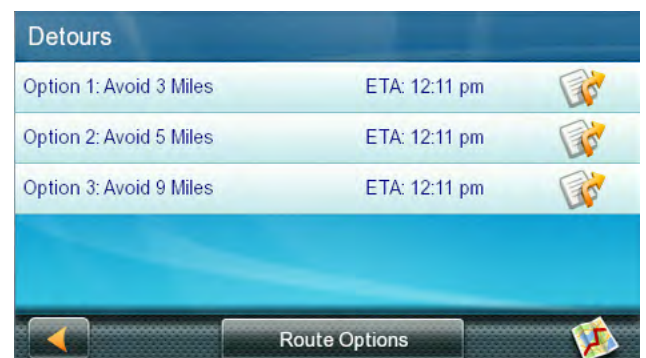 Detours
Option 1: Avoid 3 Miles ETA: 12:11 pm
Option 2: Avoid 5 Miles ETA: 12:11 pm
Option 3: Avoid 9 Miles ETA: 12:11 pm
Route Options